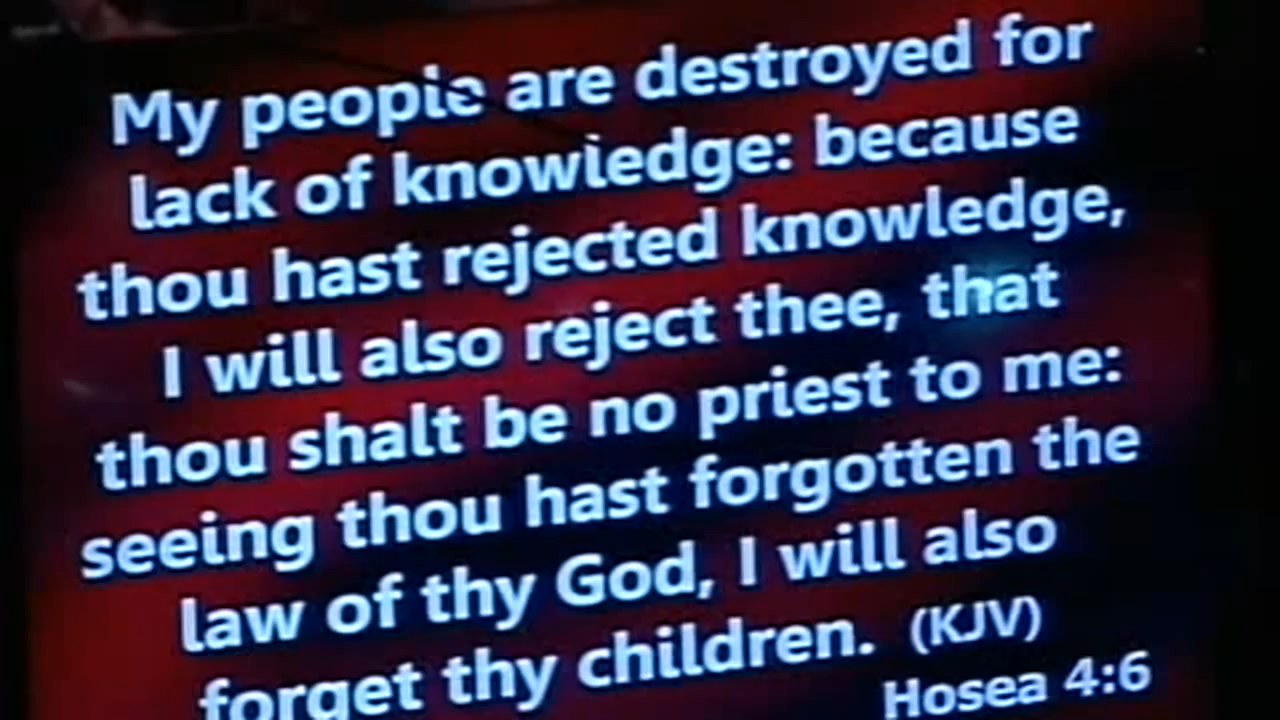 My people are destroyed for
lack of knowledge: because
thou hast rejected knowledge,
I will also reject thee, that
thou shalt be no priest to me:
seeing thou hast forgotten the
law of thy God, I will also
forget thy children. (KJV)
Hosea 4:6